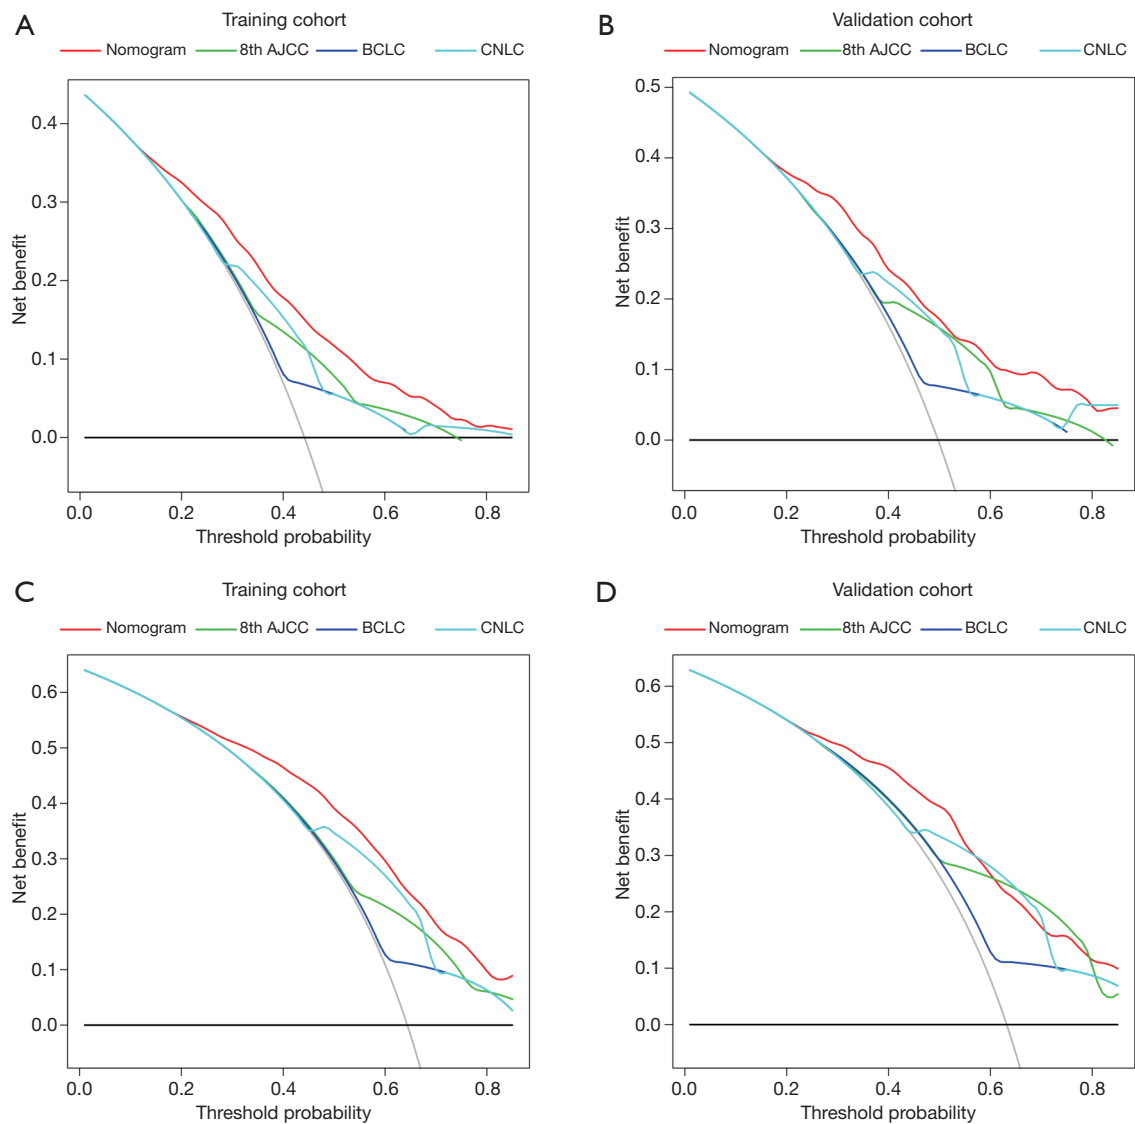 A
Training cohort
Nomogram 8th AJCC BCLC CNLC
Net benefit
0.4
0.3
0.2
0.1
0.0
0.0 0.2 0.4 0.6 0.8
Threshold probability
B
Validation cohort
Nomogram 8th AJCC BCLC CNLC
Net benefit
0.5
0.4
0.3
0.2
0.1
0.0
0.0 0.2 0.4 0.6 0.8
Threshold probability
C
Training cohort
Nomogram 8th AJCC BCLC CNLC
Net benefit
0.6
0.5
0.4
0.3
0.2
0.1
0.0
0.0 0.2 0.4 0.6 0.8
Threshold probability
D
Validation cohort
Nomogram 8th AJCC BCLC CNLC
Net benefit
0.6
0.5
0.4
0.3
0.2
0.1
0.0
0.0 0.2 0.4 0.6 0.8
Threshold probability